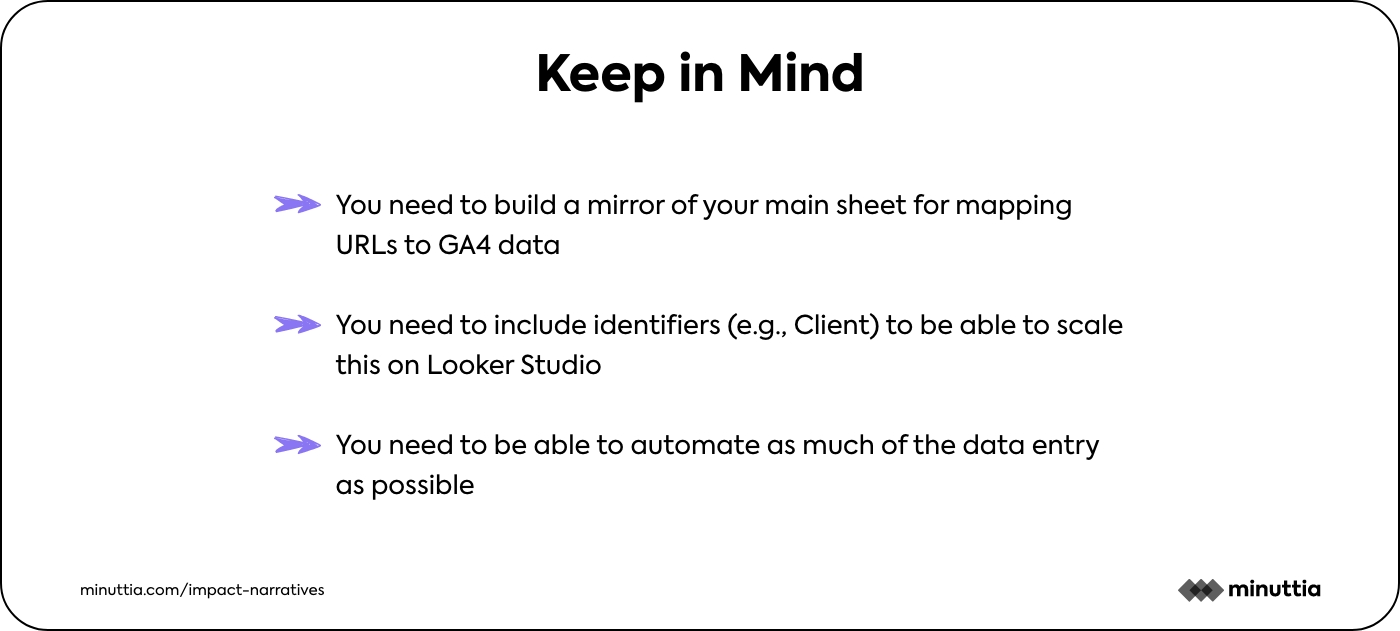 Keep in Mind
You need to build a mirror of your main sheet for mapping
URLs to GA4 data
You need to include identifiers (e.g., Client) to be able to scale
this on Looker Studio
You need to be able to automate as much of the data entry
as possible
minuttia.com/impact-narratives
minuttia